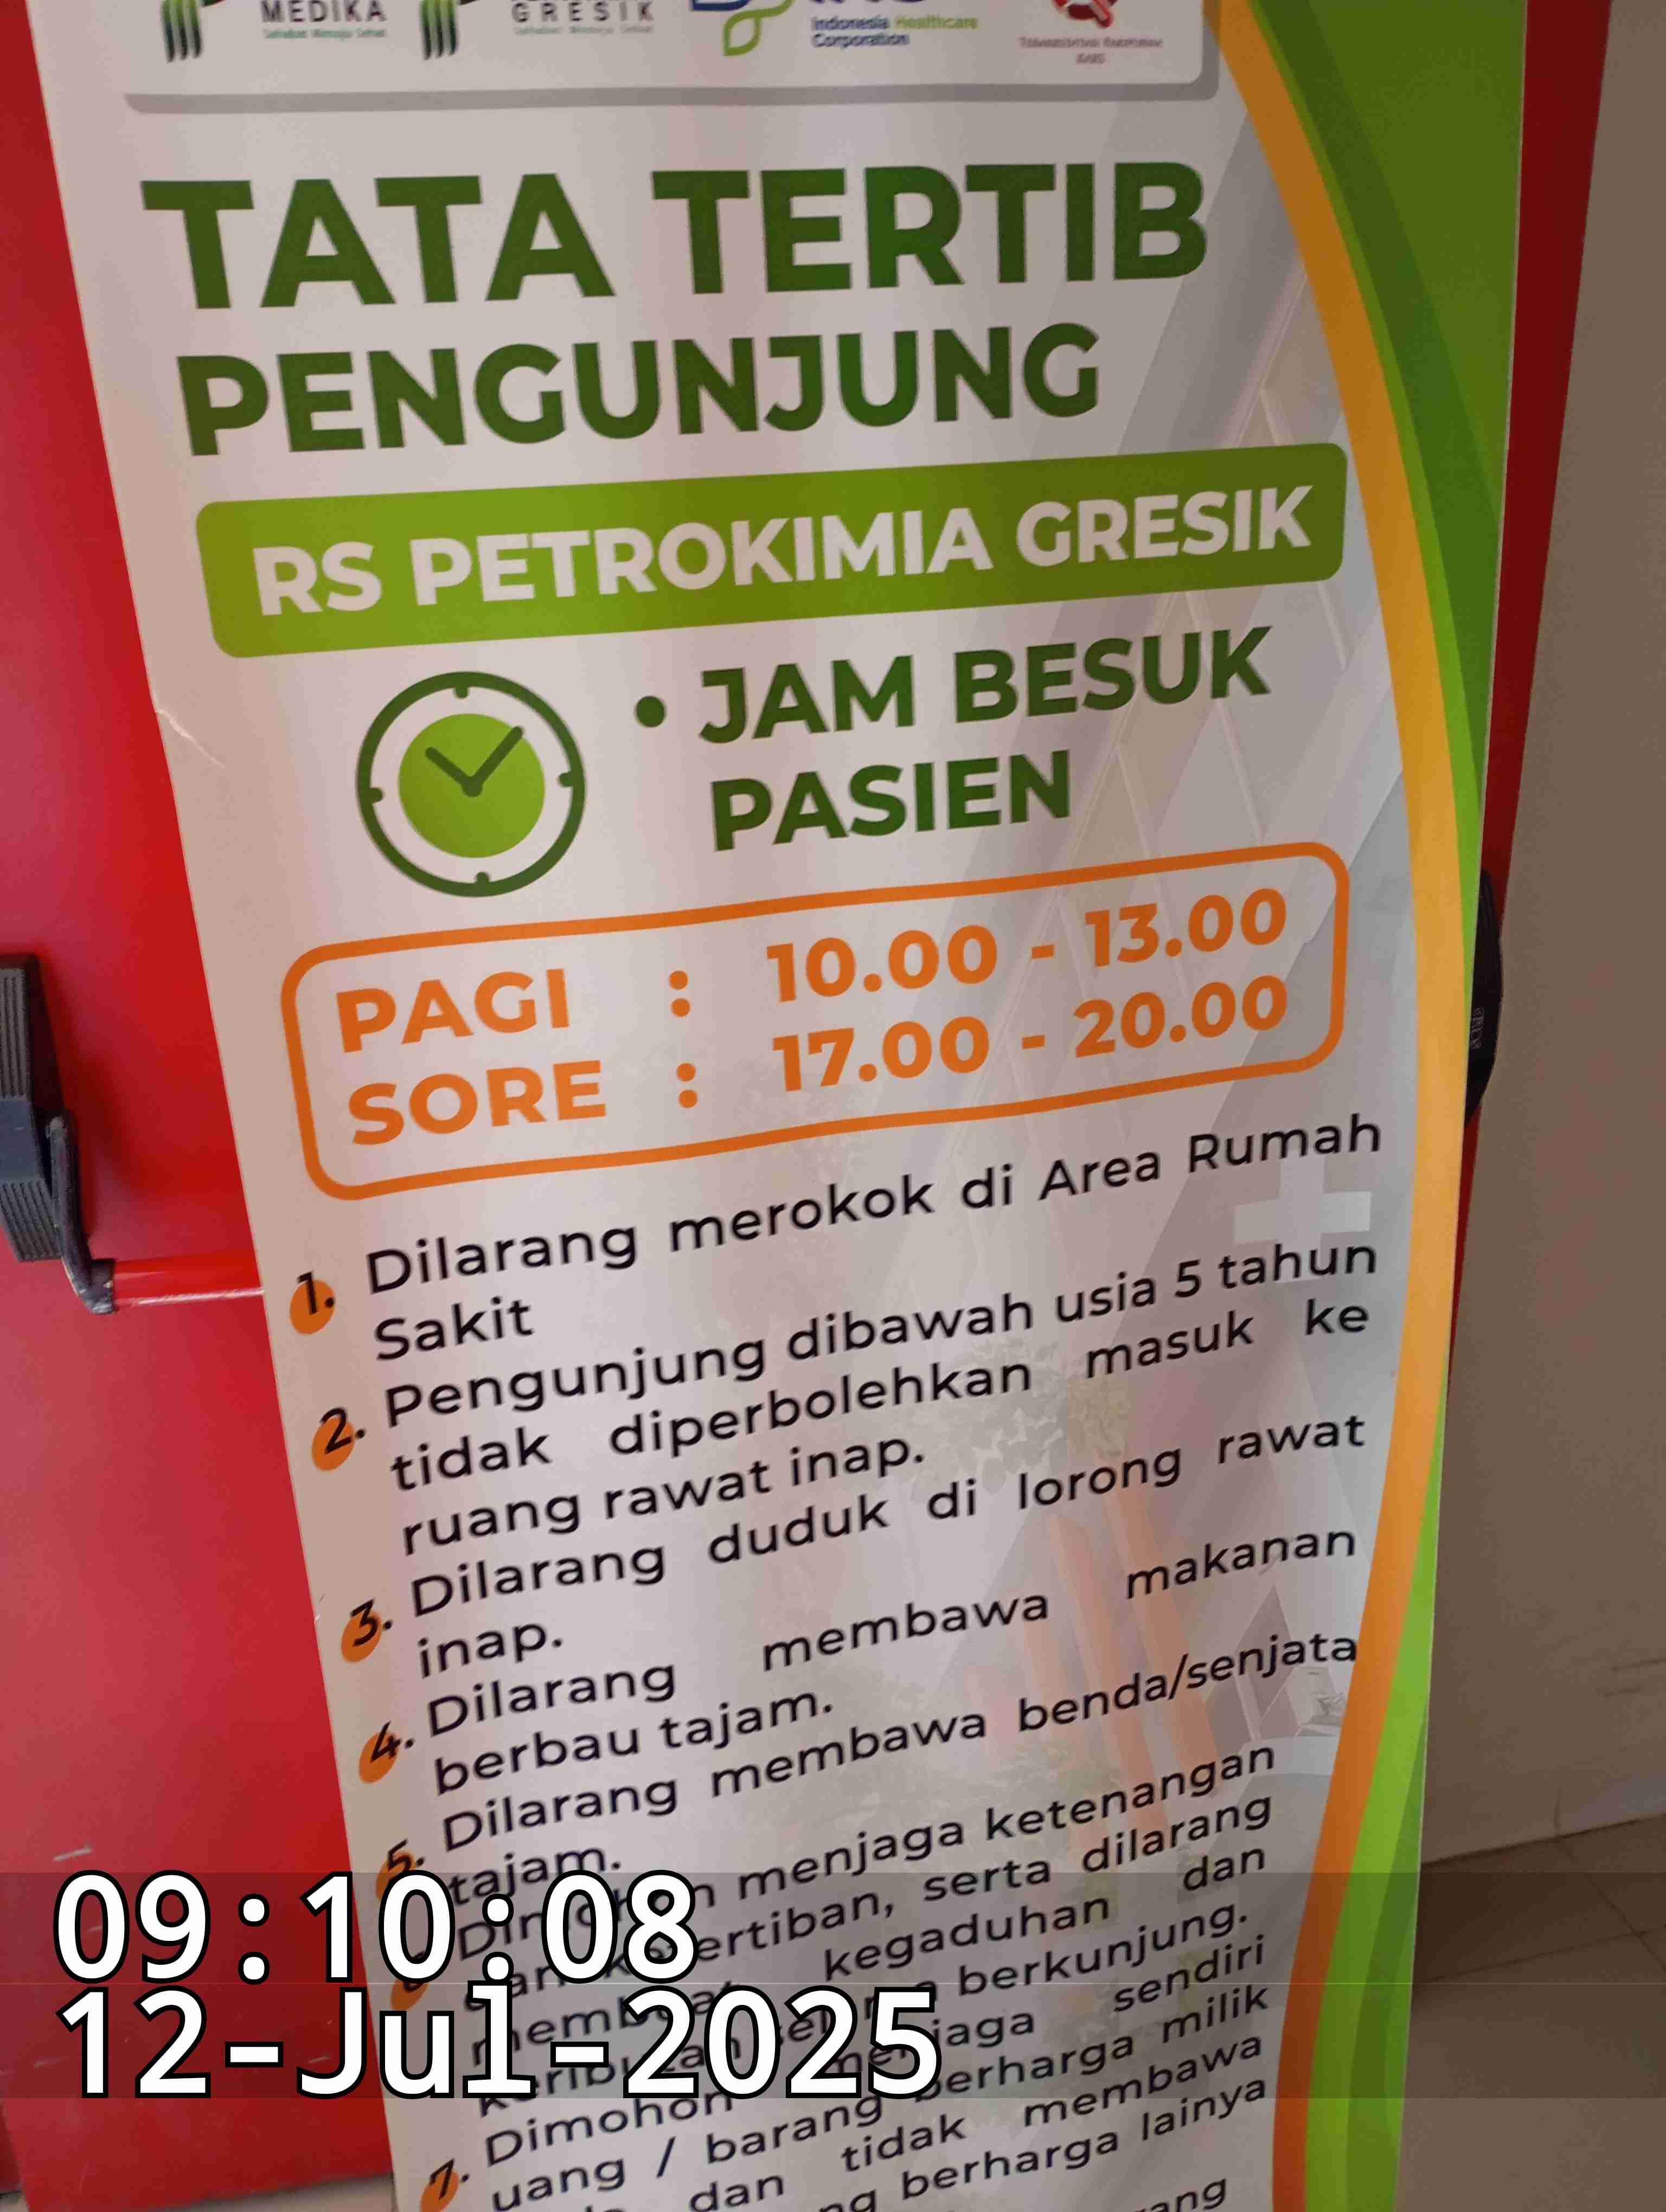 MEDIKA
GRESIK
Indonesia Healthcare
Corporation
TATA TERTIB
PENGUNJUNG
RS PETROKIMIA GRESIK
• JAM BESUK
PASIEN
PAGI : 10.00 - 13.00
SORE : 17.00 - 20.00
1. Dilarang merokok di Area Rumah
Sakit
2. Pengunjung dibawah usia 5 tahun
tidak diperbolehkan masuk ke
ruang rawat inap.
3. Dilarang duduk di lorong rawat
inap.
4. Dilarang membawa makanan
berbau tajam.
5. Dilarang membawa benda/senjata
tajam.
menjaga ketenangan
serta dilarang
kegaduhan dan
berkunjung.
7. Dimohon menjaga sendiri
uang / barang berharga milik
dan tidak membawa
berharga lainya
09:10:08
12-Jul-2025